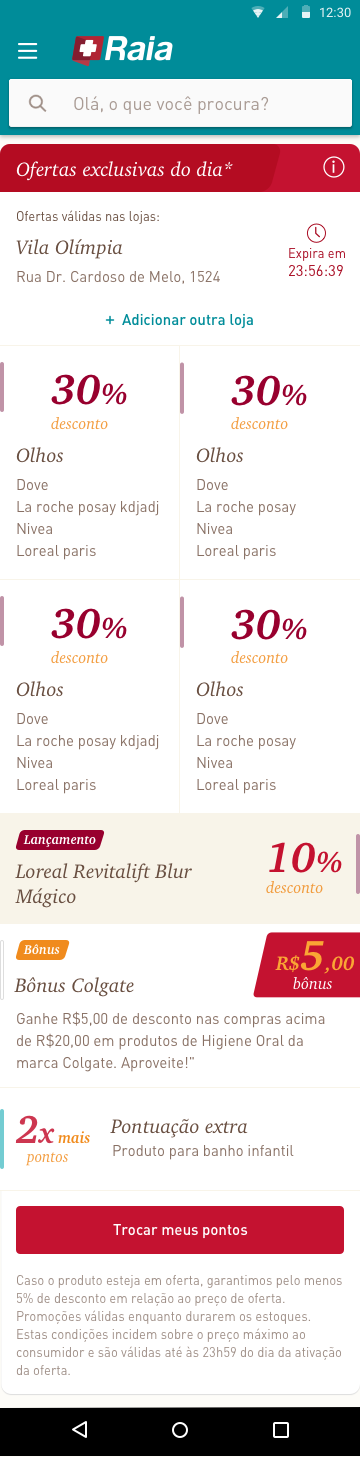 12:30
Raia
Olá, o que você procura?
Ofertas exclusivas do dia*
Ofertas válidas nas lojas:
Vila Olímpia
Rua Dr. Cardoso de Melo, 1524
Expira em
23:56:39
+ Adicionar outra loja
30%
desconto
Olhos
Dove
La roche posay kdjadj
Nivea
Loreal paris
30%
desconto
Olhos
Dove
La roche posay
Nivea
Loreal paris
30%
desconto
Olhos
Dove
La roche posay kdjadj
Nivea
Loreal paris
30%
desconto
Olhos
Dove
La roche posay
Nivea
Loreal paris
Lançamento
Loreal Revitalift Blur
Mágico
10%
desconto
Bônus
Bônus Colgate
R$5,00
bônus
Ganhe R$5,00 de desconto nas compras acima
de R$20,00 em produtos de Higiene Oral da
marca Colgate. Aproveite!"
2x mais
pontos
Pontuação extra
Produto para banho infantil
Trocar meus pontos
Caso o produto esteja em oferta, garantimos pelo menos
5% de desconto em relação ao preço de oferta.
Promoções válidas enquanto durarem os estoques.
Estas condições incidem sobre o preço máximo ao
consumidor e são válidas até às 23h59 do dia da ativação
da oferta.